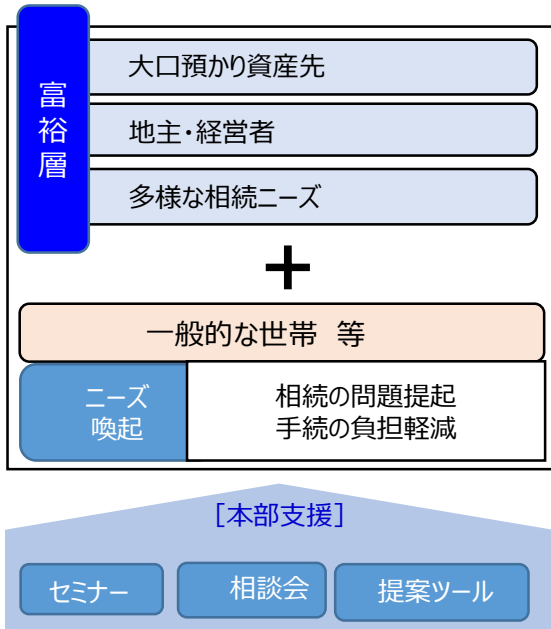 富裕層
大口預かり資産先
地主・経営者
多様な相続ニーズ
+
一般的な世帯 等
ニーズ
喚起
相続の問題提起
手続の負担軽減
[本部支援]
セミナー
相談会
提案ツール